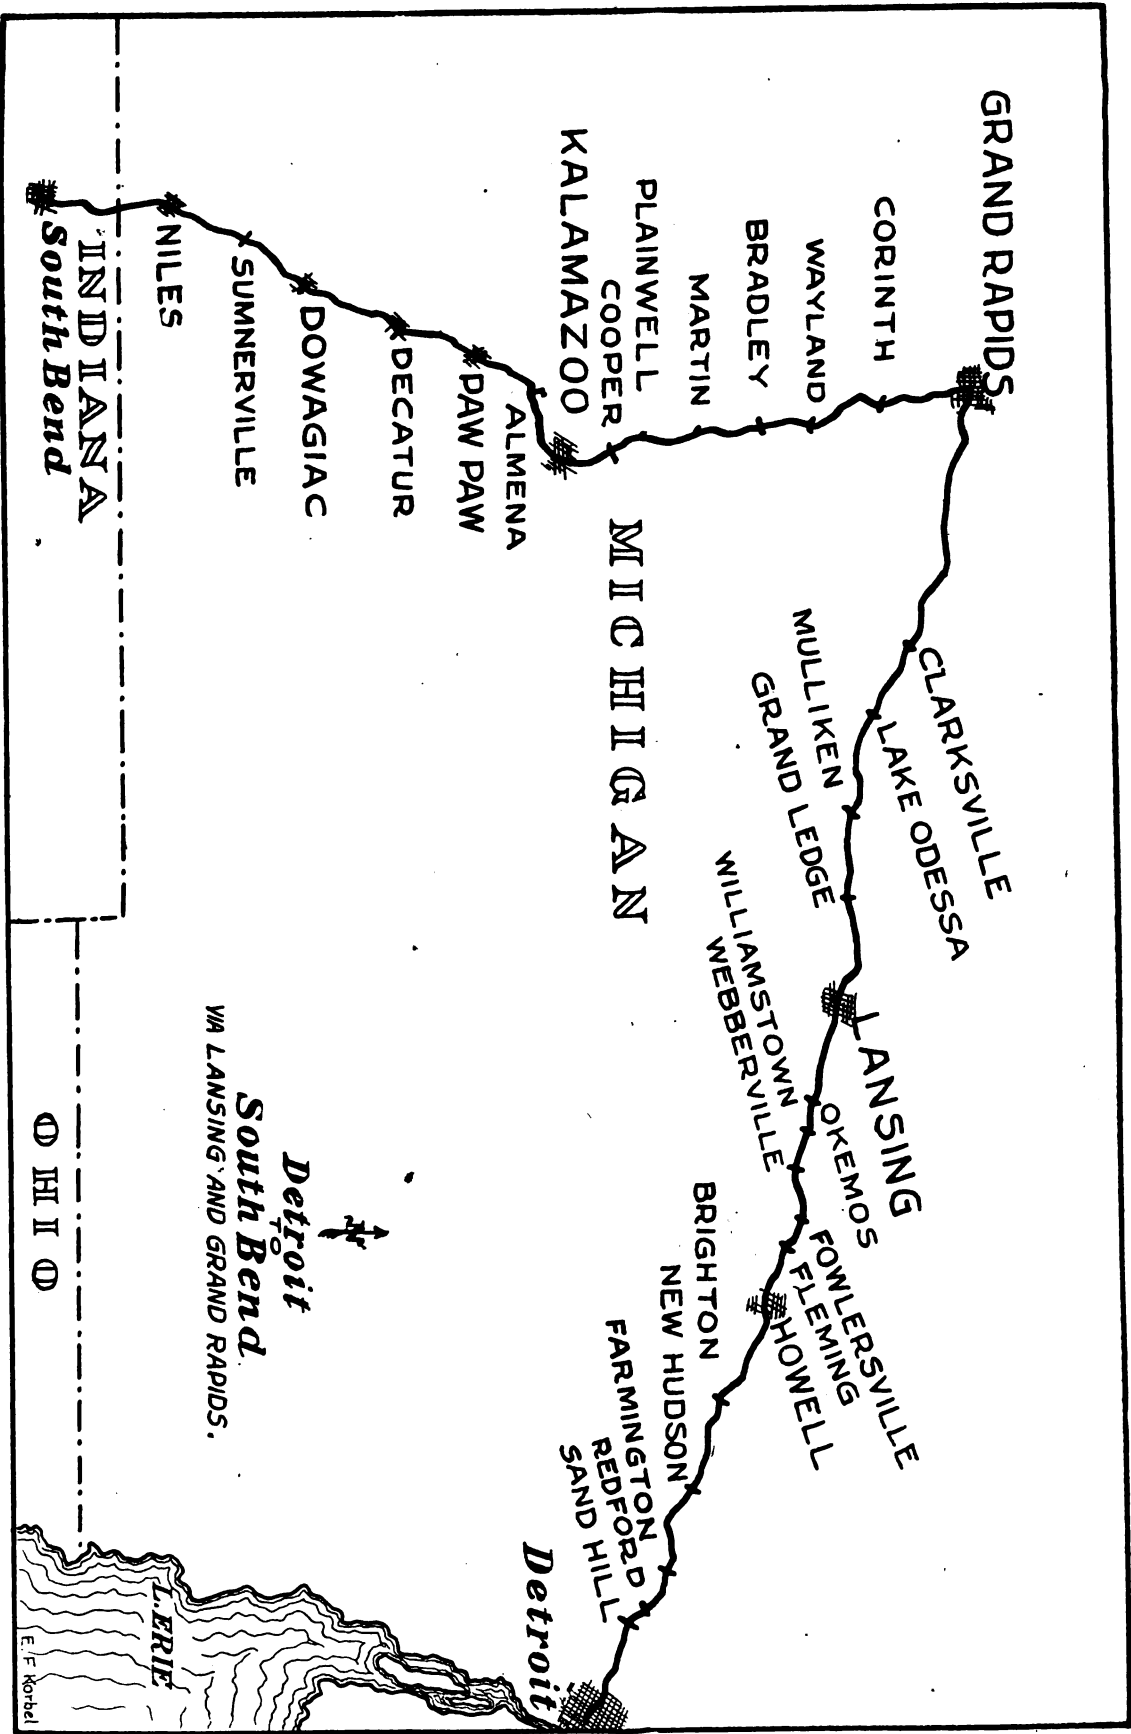 GRAND RAPIDS
CORINTH
WAYLAND
BRADLEY
MARTIN
PLAINWELL
COOPER
KALAMAZOO
ALMENA
PAW PAW
DECATUR
DOWAGIAC
SUMNERVILLE
NILES
INDIANA
South Bend
MICHIGAN
CLARKSVILLE
LAKE ODESSA
MULLIKEN
GRAND LEDGE
LANSING
OKEMOS
WILLIAMSTOWN
WEBBERVILLE
FOWLERSVILLE
FLEMING
HOWELL
BRIGHTON
NEW HUDSON
FARMINGTON
REDFORD
SAND HILL
Detroit
Detroit
TO
South Bend
VIA LANSING AND GRAND RAPIDS.
OHIO
L. ERIE
E. F Korbel